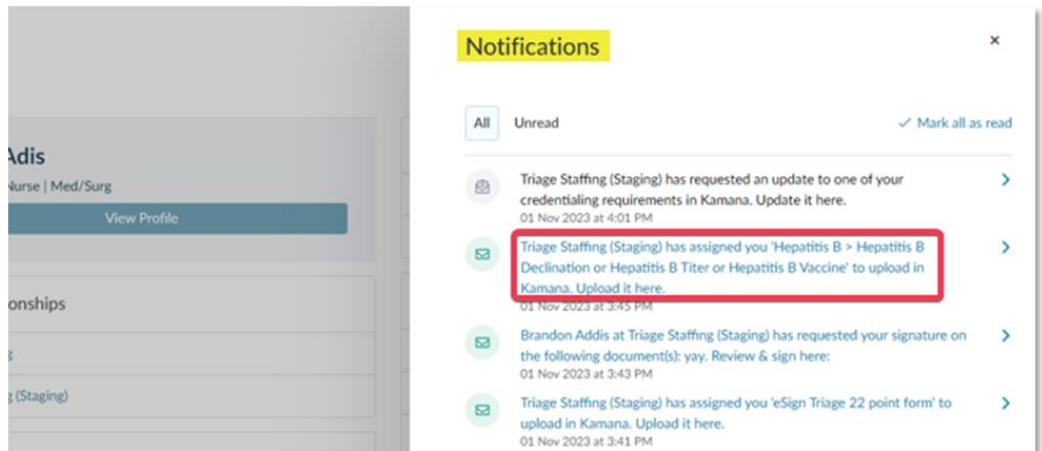 Notifications
All Unread Mark all as read
Adis
Nurse | Med/Surg
View Profile
Triage Staffing (Staging) has requested an update to one of your
credentialing requirements in Kamana. Update it here.
01 Nov 2023 at 4:01 PM
Triage Staffing (Staging) has assigned you 'Hepatitis B > Hepatitis B
Declination or Hepatitis B Titer or Hepatitis B Vaccine' to upload in
Kamana. Upload it here.
01 Nov 2023 at 3:45 PM
onships
(Staging)
Brandon Addis at Triage Staffing (Staging) has requested your signature on
the following document(s): yay. Review & sign here:
01 Nov 2023 at 3:43 PM
Triage Staffing (Staging) has assigned you 'eSign Triage 22 point form' to
upload in Kamana. Upload it here.
01 Nov 2023 at 3:41 PM